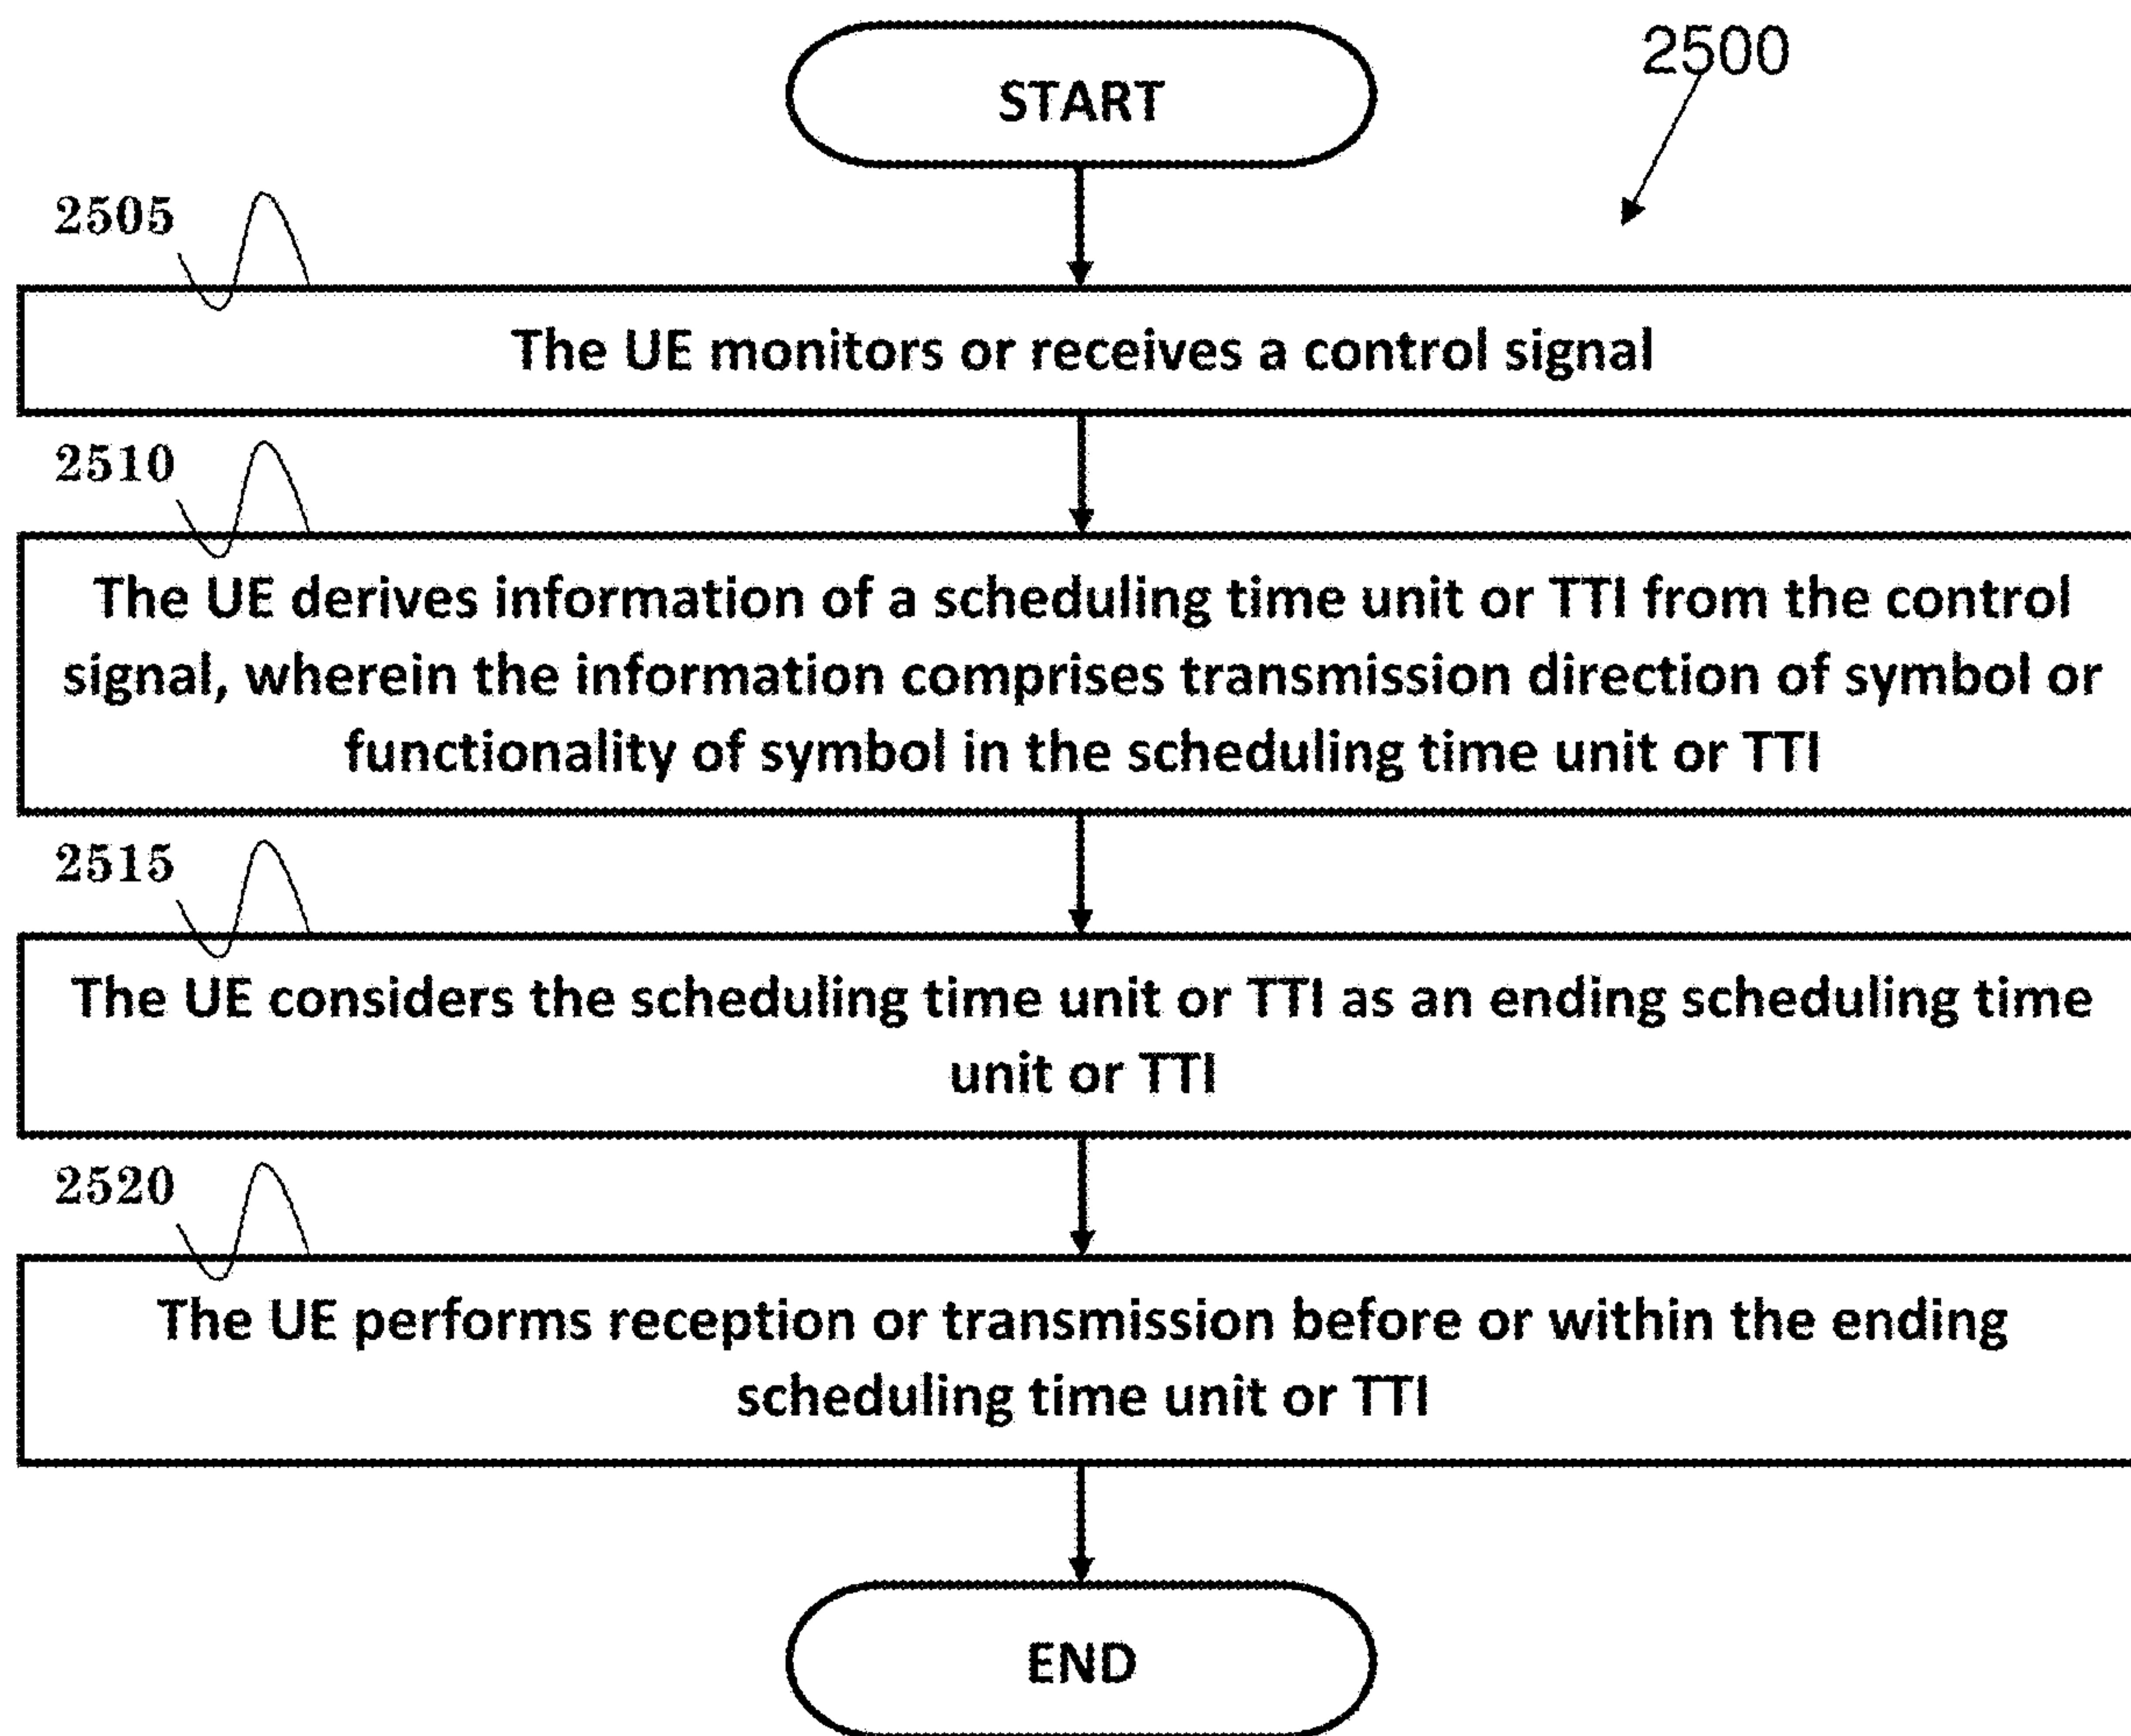 START
2500
2505
The UE monitors or receives a control signal
2510
The UE derives information of a scheduling time unit or TTI from the control
signal, wherein the information comprises transmission direction of symbol or
functionality of symbol in the scheduling time unit or TTI
2515
The UE considers the scheduling time unit or TTI as an ending scheduling time
unit or TTI
2520
The UE performs reception or transmission before or within the ending
scheduling time unit or TTI
END